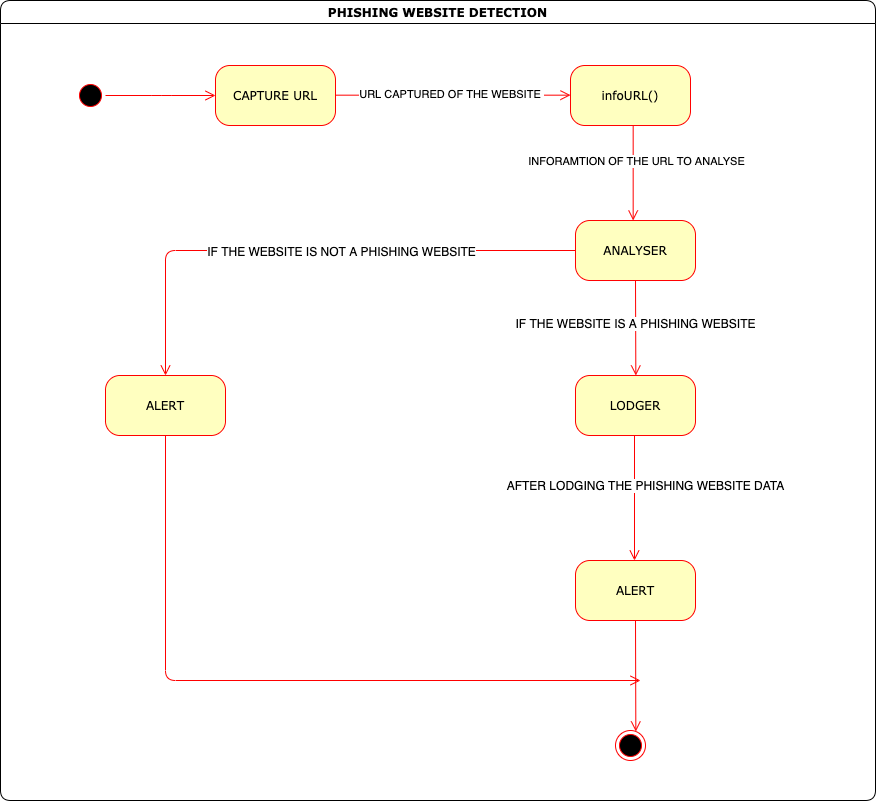 PHISHING WEBSITE DETECTION
CAPTURE URL
URL CAPTURED OF THE WEBSITE
infoURL()
INFORAMTION OF THE URL TO ANALYSE
ANALYSER
IF THE WEBSITE IS NOT A PHISHING WEBSITE
IF THE WEBSITE IS A PHISHING WEBSITE
ALERT
LODGER
AFTER LODGING THE PHISHING WEBSITE DATA
ALERT